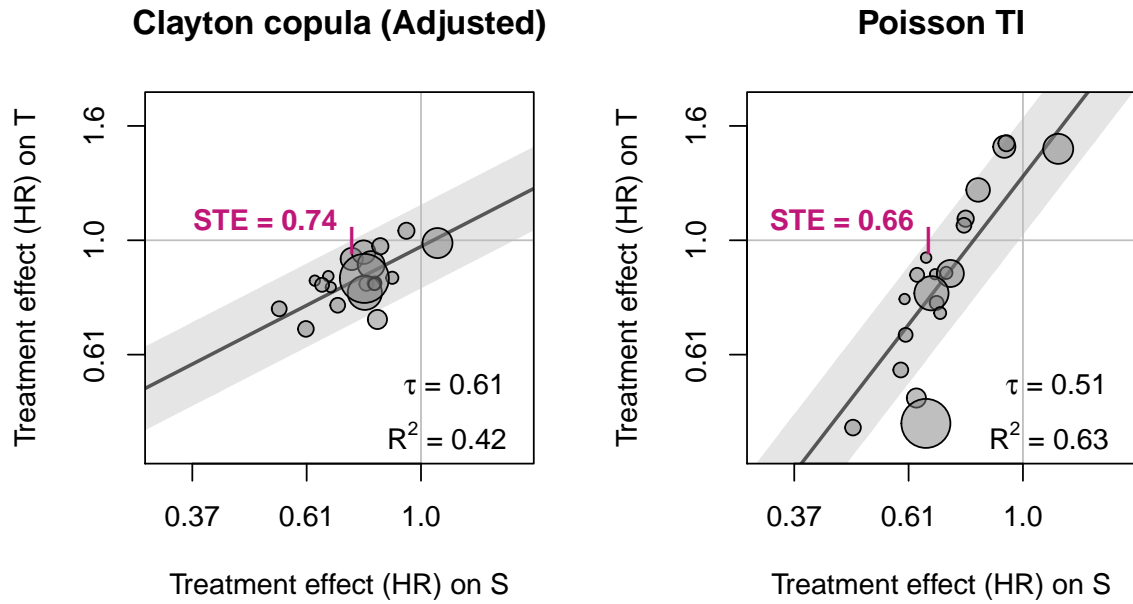 Clayton copula (Adjusted)
Treatment effect (HR) on T
1.6
1.0
0.61
STE = 0.74
τ = 0.61
R² = 0.42
0.37
0.61
1.0
Treatment effect (HR) on S
Poisson TI
Treatment effect (HR) on T
1.6
1.0
0.61
STE = 0.66
τ = 0.51
R² = 0.63
0.37
0.61
1.0
Treatment effect (HR) on S